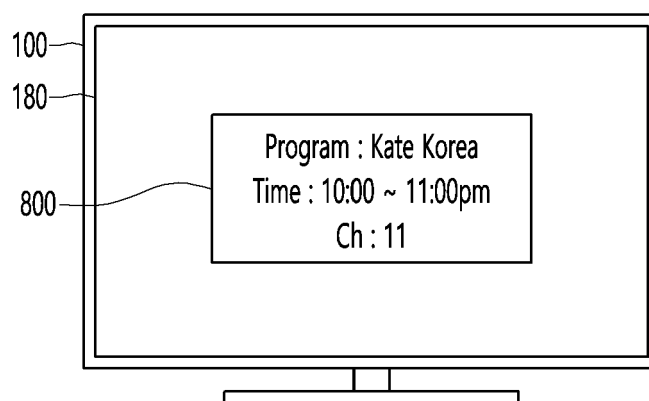 100
180
Program : Kate Korea
Time : 10:00 ~ 11:00pm
800
Ch : 11